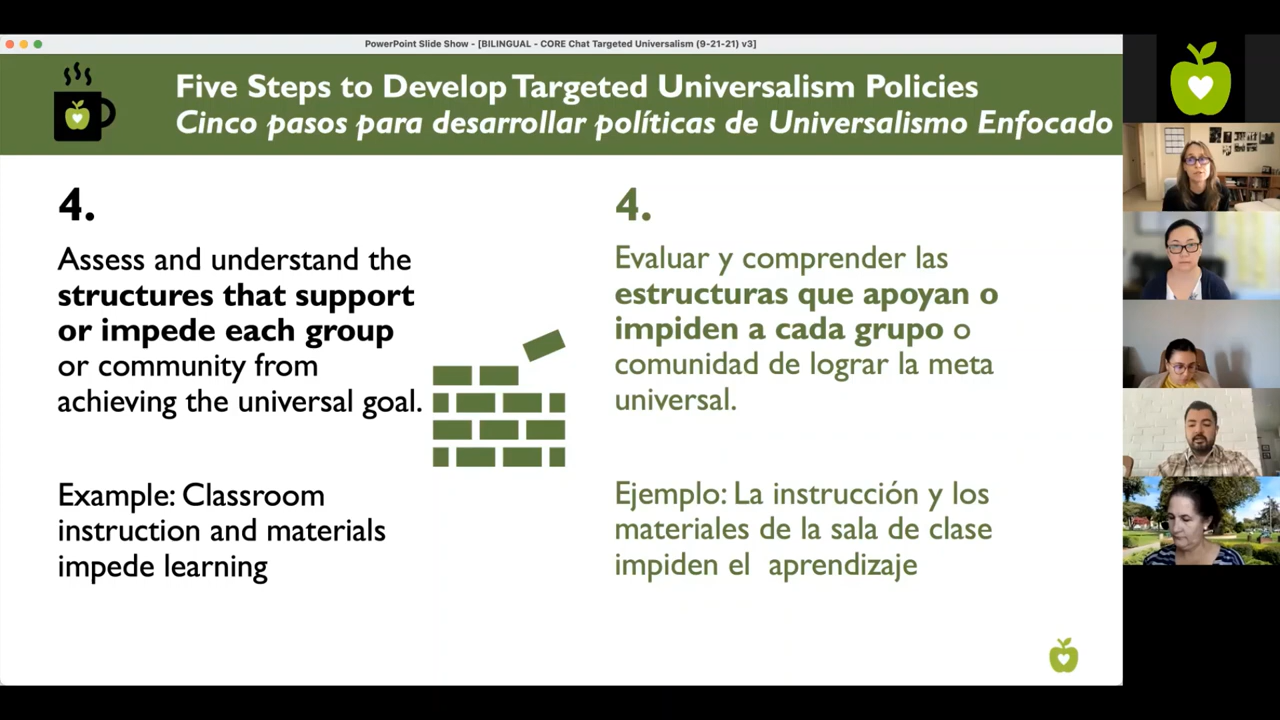 PowerPoint Slide Show - [BILINGUAL - CORE Chat Targeted Universalism (9-21-21) v3]
Five Steps to Develop Targeted Universalism Policies
Cinco pasos para desarrollar políticas de Universalismo Enfocado
4.
Assess and understand the
structures that support
or impede each group
or community from
achieving the universal goal.
Example: Classroom
instruction and materials
impede learning
4.
Evaluar y comprender las
estructuras que apoyan o
impiden a cada grupo o
comunidad de lograr la meta
universal.
Ejemplo: La instrucción y los
materiales de la sala de clase
impiden el  aprendizaje